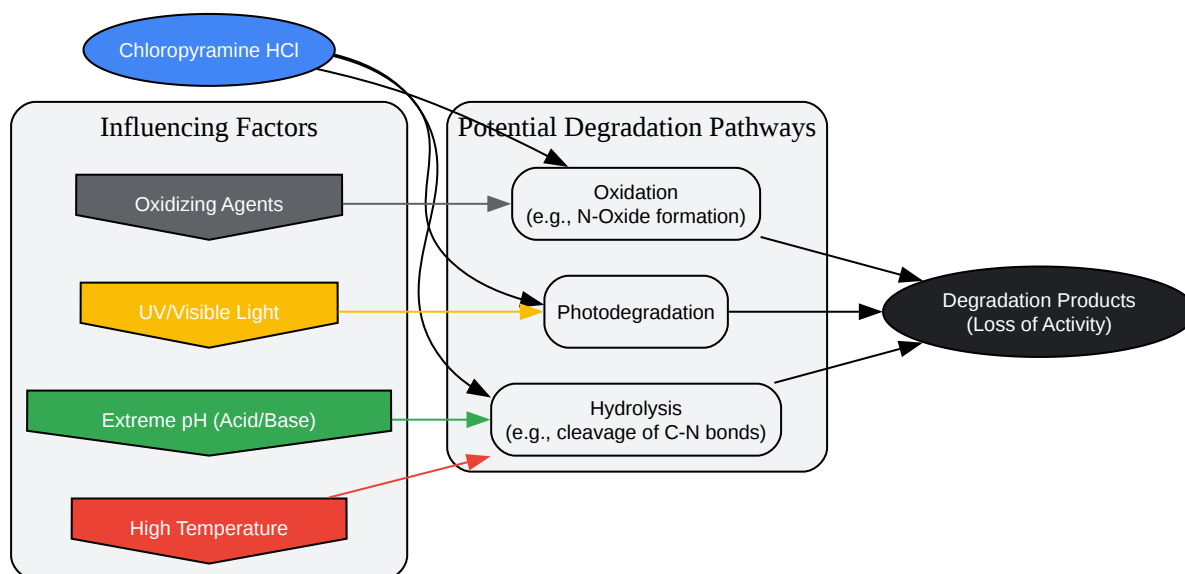 Chloropyramine HCl
Influencing Factors
Oxidizing Agents
UV/Visible Light
Extreme pH (Acid/Base)
High Temperature
Potential Degradation Pathways
Oxidation
(e.g., N-Oxide formation)
Photodegradation
Hydrolysis
(e.g., cleavage of C-N bonds)
Degradation Products
(Loss of Activity)